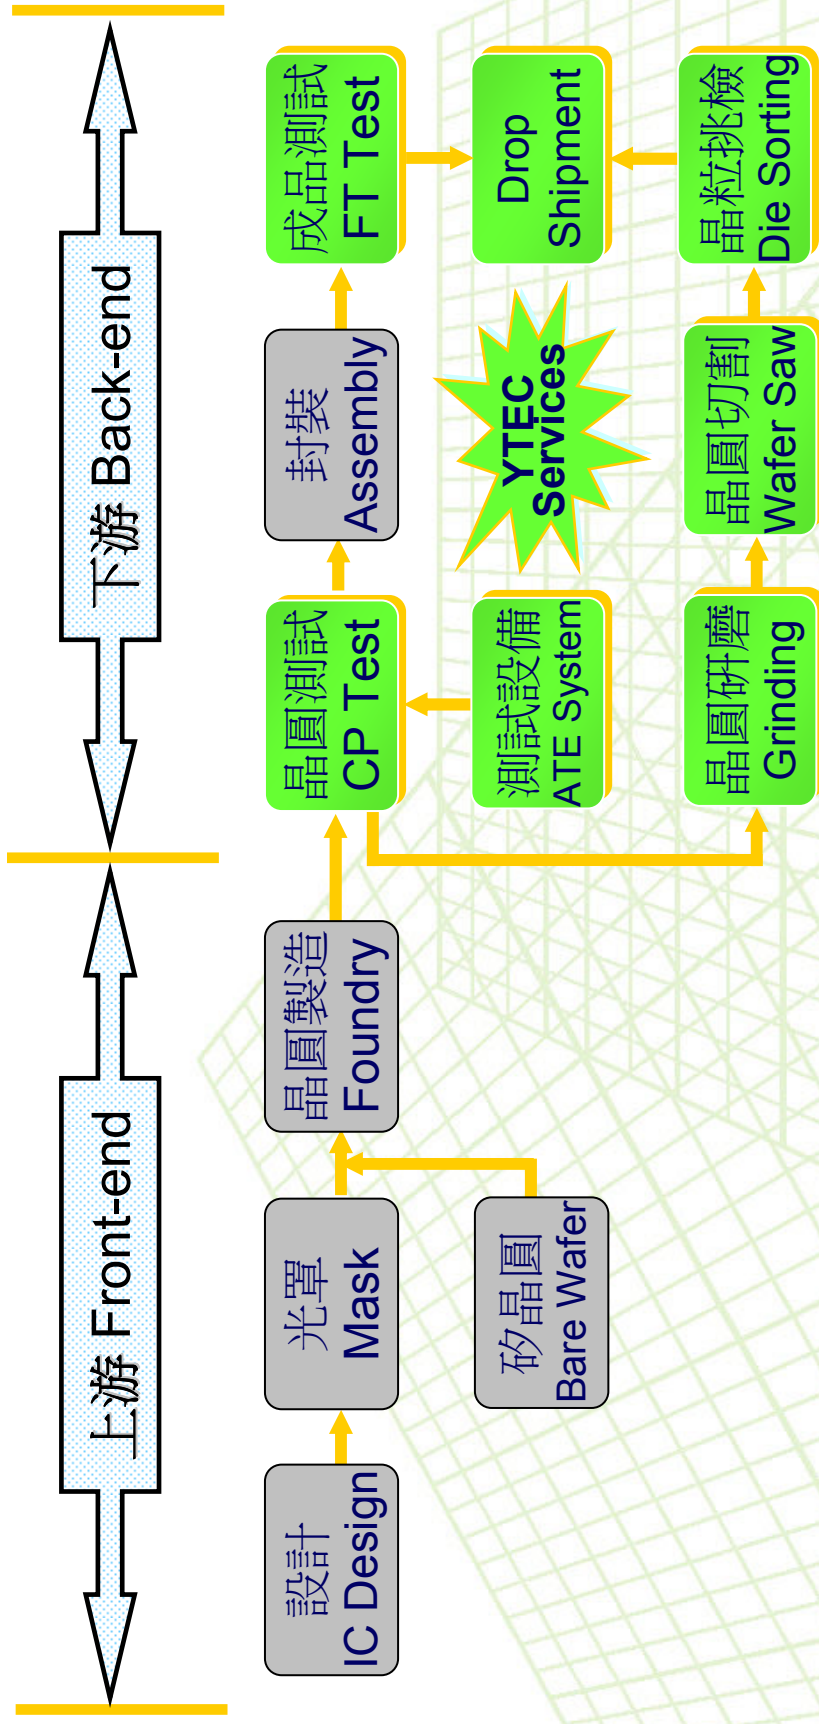 上游 Front-end
下游 Back-end
設計
IC Design
光罩
Mask
晶圓製造
Foundry
晶圓測試
CP Test
封裝
Assembly
成品測試
FT Test
矽晶圓
Bare Wafer
測試設備
ATE System
YTEC
Services
Drop
Shipment
晶圓研磨
Grinding
晶圓切割
Wafer Saw
晶粒挑檢
Die Sorting